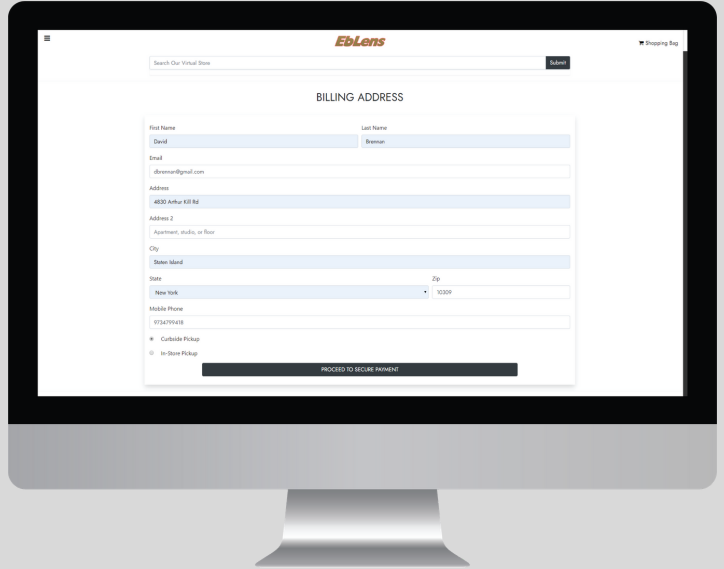 EbLens
Shopping Bag
Search Our Virtual Store
Submit
BILLING ADDRESS
First Name
Last Name
David
Brennan
Email
dbrennan@gmail.com
Address
4830 Arthur Kill Rd
Address 2
Apartment, studio, or floor
City
Staten Island
State
Zip
New York
10309
Mobile Phone
9734799418
Curbside Pickup
In-Store Pickup
PROCEED TO SECURE PAYMENT